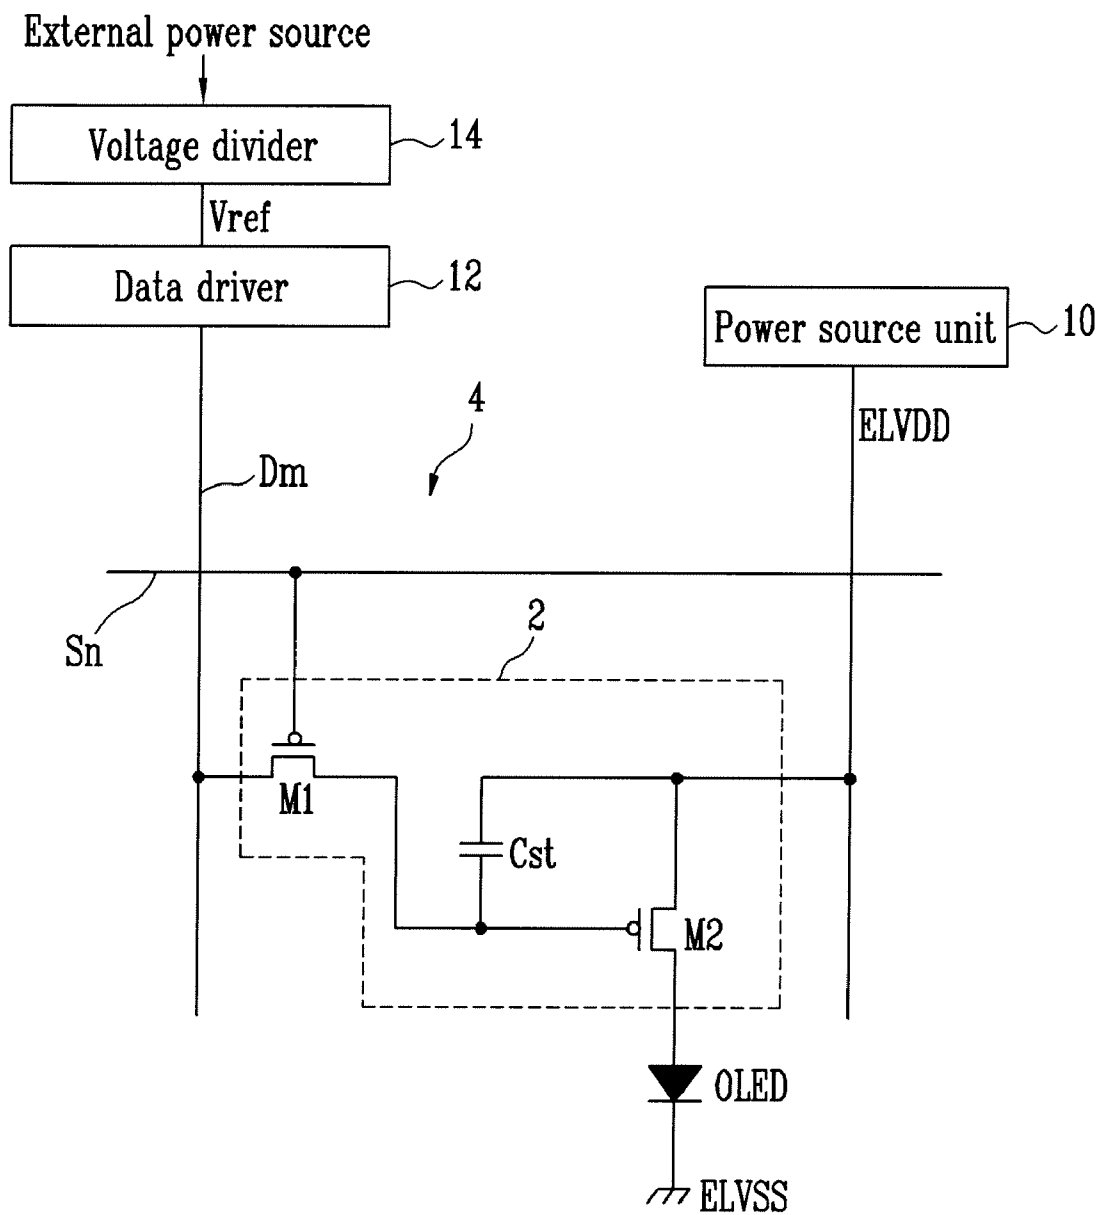 External power source
Voltage divider
14
Vref
Data driver
12
Power source unit
10
4
ELVDD
Dm
Sn
2
M1
Cst
M2
OLED
ELVSS